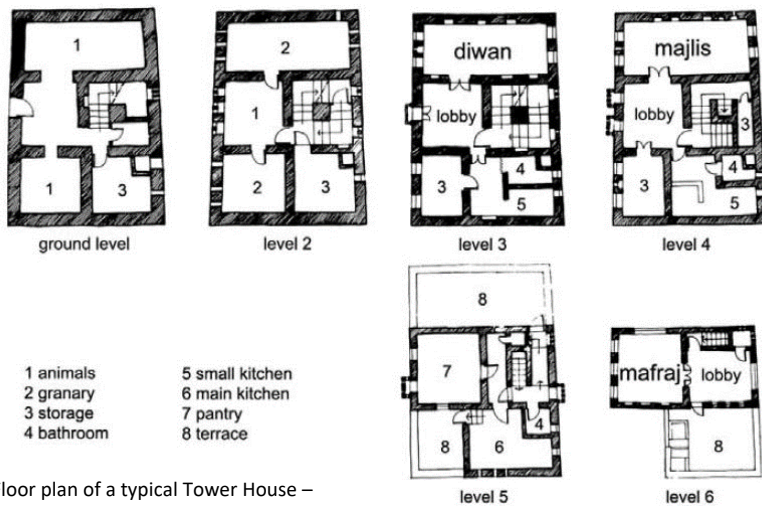 1
1
3
ground level
2
1
2
3
level 2
diwan
lobby
3
4
5
level 3
majlis
lobby
3
3
4
5
level 4
8
7
8
6
4
level 5
mafraj
lobby
8
level 6
1 animals
2 granary
3 storage
4 bathroom
5 small kitchen
6 main kitchen
7 pantry
8 terrace
loor plan of a typical Tower House –